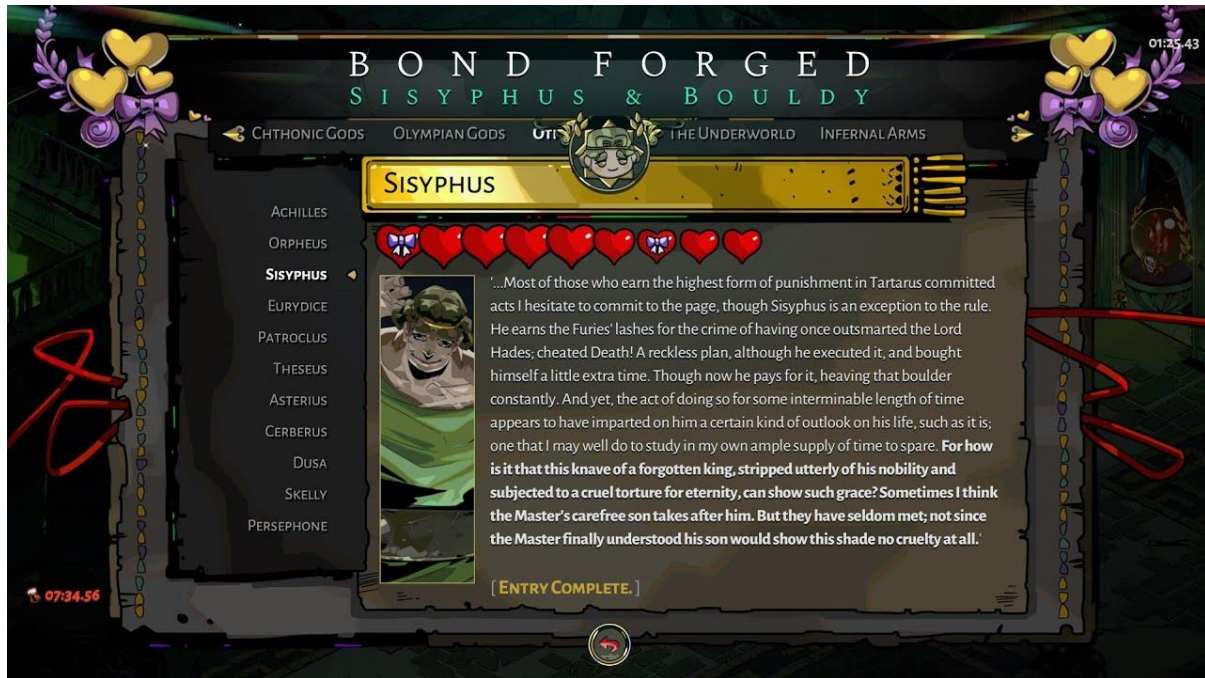 BOND FORGED
SISYPHUS & BOULDY
01:25.43
CHTHONIC GODS OLYMPIAN GODS THE UNDERWORLD INFERNAL ARMS
SISYPHUS
ACHILLES
ORPHEUS
SISYPHUS
EURYDICE
PATROCLUS
THESEUS
ASTERIUS
CERBERUS
DUSA
SKELLY
PERSEPHONE
'...Most of those who earn the highest form of punishment in Tartarus committed
acts I hesitate to commit to the page, though Sisyphus is an exception to the rule.
He earns the Furies' lashes for the crime of having once outsmarted the Lord
Hades; cheated Death! A reckless plan, although he executed it, and bought
himself a little extra time. Though now he pays for it, heaving that boulder
constantly. And yet, the act of doing so for some interminable length of time
appears to have imparted on him a certain kind of outlook on his life, such as it is;
one that I may well do to study in my own ample supply of time to spare. For how
is it that this knave of a forgotten king, stripped utterly of his nobility and
subjected to a cruel torture for eternity, can show such grace? Sometimes I think
the Master's carefree son takes after him. But they have seldom met; not since
the Master finally understood his son would show this shade no cruelty at all.'
[ENTRY COMPLETE.]
07:34.56